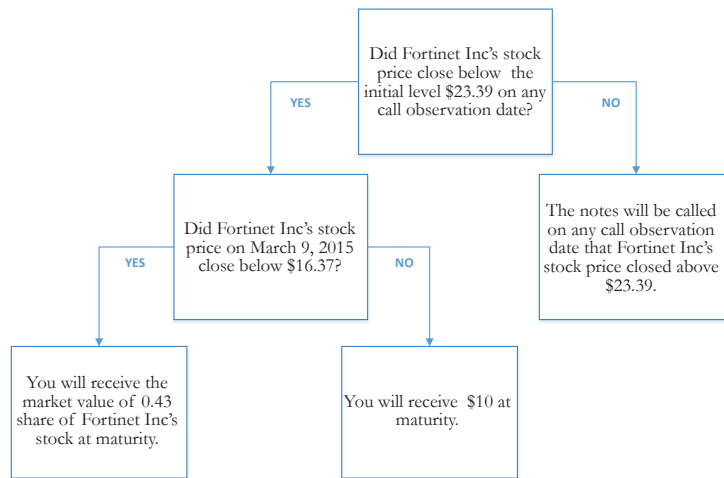 Did Fortinet Inc's stock
price close below the
initial level $23.39 on any
call observation date?
YES
NO
Did Fortinet Inc's stock
price on March 9, 2015
close below $16.37?
The notes will be called
on any call observation
date that Fortinet Inc's
stock price closed above
$23.39.
YES
NO
You will receive the
market value of 0.43
share of Fortinet Inc's
stock at maturity.
You will receive $10 at
maturity.